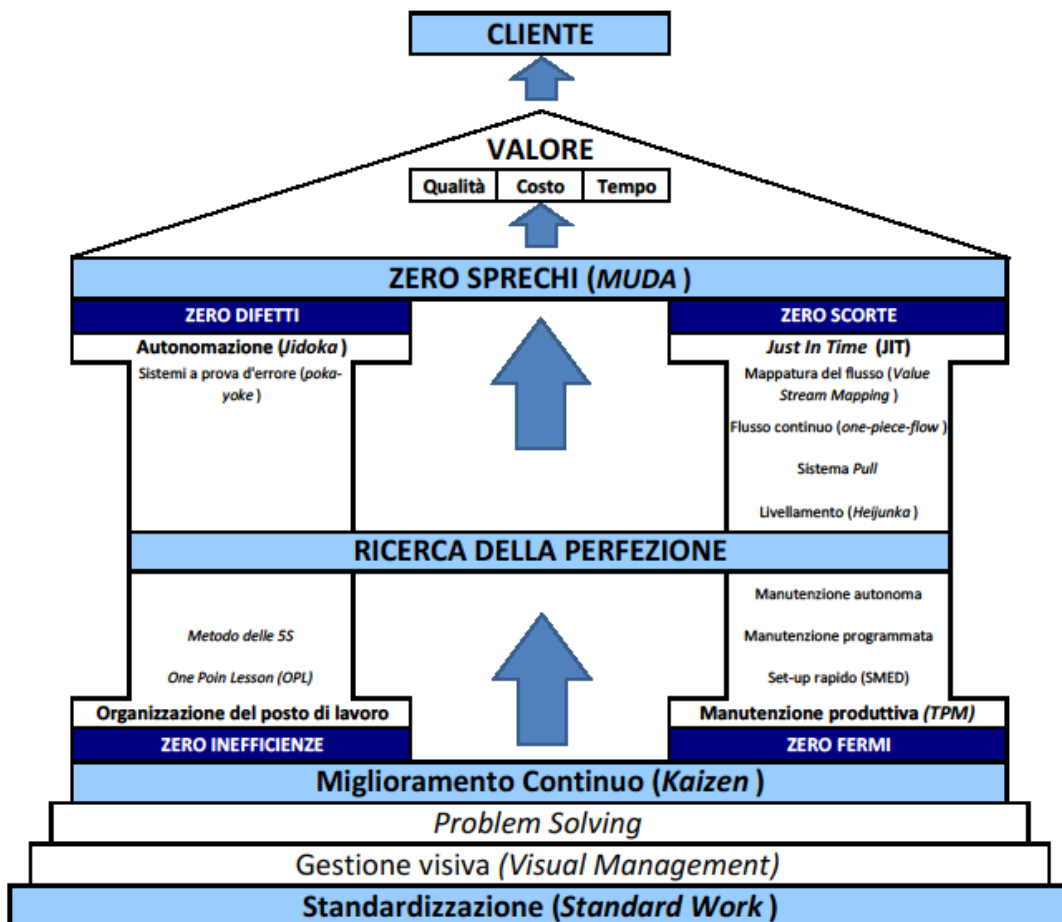 CLIENTE
VALORE
Qualità Costo Tempo
ZERO SPRECHI (MUDA )
ZERO DIFETTI
Autonomazione (Jidoka )
Sistemi a prova d'errore (poka-
yoke )
ZERO SCORTE
Just In Time (JIT)
Mappatura del flusso (Value
Stream Mapping )
Flusso continuo (one-piece-flow )
Sistema Pull
Livellamento (Heijunka )
RICERCA DELLA PERFEZIONE
Metodo delle 5S
One Poin Lesson (OPL)
Organizzazione del posto di lavoro
ZERO INEFFICIENZE
Manutenzione autonoma
Manutenzione programmata
Set-up rapido (SMED)
Manutenzione produttiva (TPM)
ZERO FERMI
Miglioramento Continuo (Kaizen )
Problem Solving
Gestione visiva (Visual Management)
Standardizzazione (Standard Work )